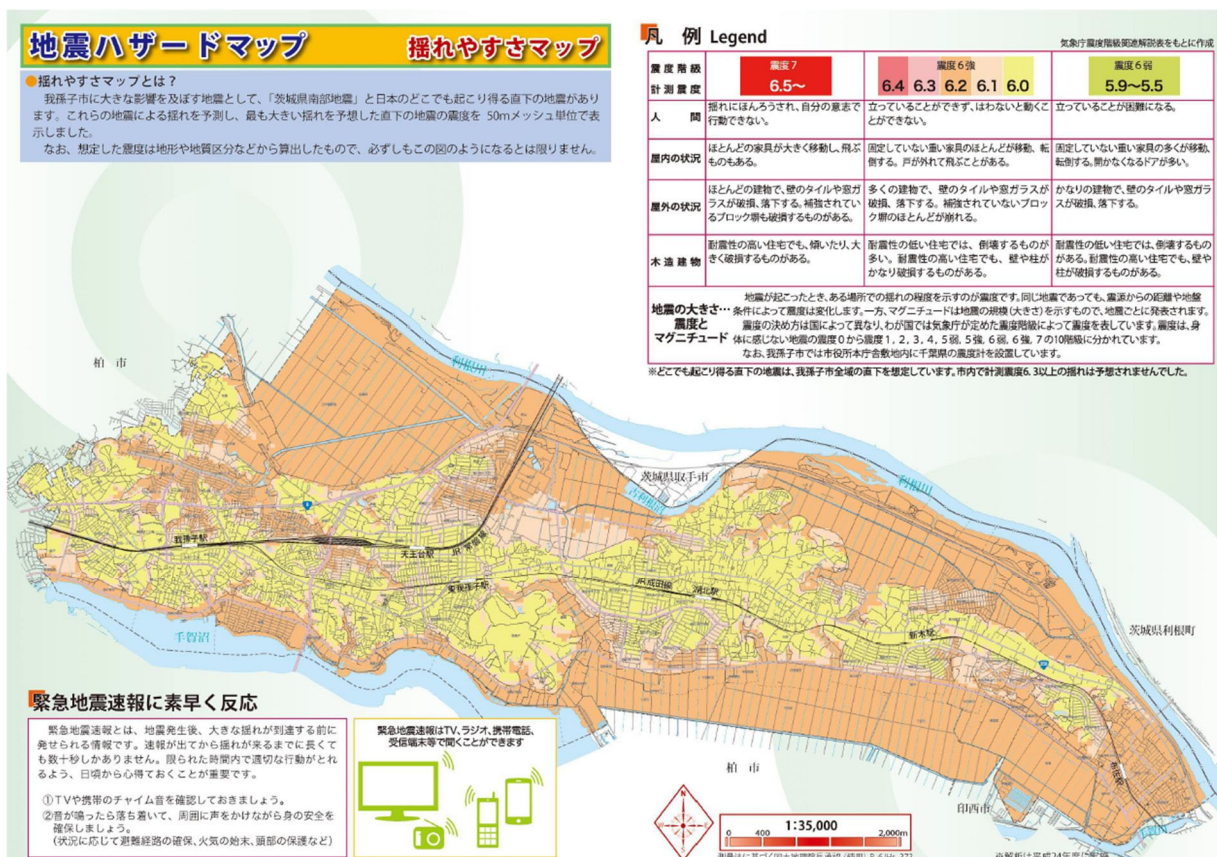 地震ハザードマップ 揺れやすさマップ
●揺れやすさマップとは？
我孫子市に大きな影響を及ぼす地震として、「茨城県南部地震」と日本のどこでも起こり得る直下の地震があり
ます。これらの地震による揺れを予測し、最も大きい揺れを予想した直下の地震の震度を 50mメッシュ単位で表
示しました。
なお、想定した震度は地形や地質区分などから算出したもので、必ずしもこの図のようになるとは限りません。
凡 例 Legend
気象庁震度階級関連解説表をもとに作成
震度階級 震度7 震度6強 震度6弱
計測震度 6.5〜 6.4 6.3 6.2 6.1 6.0 5.9〜5.5
人 間
揺れにほんろうされ、自分の意志で
行動できない。
立っていることができず、はわないと動くこ
とができない。
立っていることが困難になる。
屋内の状況
ほとんどの家具が大きく移動し、飛ぶ
ものもある。
固定していない重い家具のほとんどが移動、転
倒する。戸が外れて飛ぶことがある。
固定していない重い家具の多くが移動、
転倒する。開かなくなるドアが多い。
屋外の状況
ほとんどの建物で、壁のタイルや窓ガ
ラスが破損、落下する。補強されてい
るブロック塀も破損するものがある。
多くの建物で、壁のタイルや窓ガラスが
破損、落下する。補強されていないブロッ
ク塀のほとんどが崩れる。
かなりの建物で、壁のタイルや窓ガラ
スが破損、落下する。
木造建物
耐震性の高い住宅でも、傾いたり、大
きく破損するものがある。
耐震性の低い住宅では、倒壊するものが
多い。耐震性の高い住宅でも、壁や柱が
かなり破損するものがある。
耐震性の低い住宅では、倒壊するもの
がある。耐震性の高い住宅でも、壁や
柱が破損するものがある。
地震の大きさ…
震度と
マグニチュード
地震が起こったとき、ある場所での揺れの程度を示すのが震度です。同じ地震であっても、震源からの距離や地盤
条件によって震度は変化します。一方、マグニチュードは地震の規模(大きさ)を示すもので、地震ごとに発表されます。
震度の決め方は国によって異なり、わが国では気象庁が定めた震度階級によって震度を表しています。震度は、身
体に感じない地震の震度0から震度1,2,3,4,5弱,5強,6弱,6強,7の10階級に分かれています。
なお、我孫子市では市役所本庁舎敷地内に千葉県の震度計を設置しています。
※どこでも起こり得る直下の地震は、我孫子市全域の直下を想定しています。市内で計測震度6.3以上の揺れは予想されませんでした。
柏 市
利根川
茨城県取手市
古利根沼
利根川
6
我孫子駅
天王台駅
JR 常磐線
東我孫子駅
JR 成田線
湖北駅
新木駅
356
茨城県利根町
手賀沼
布佐駅
柏 市
印西市
緊急地震速報に素早く反応
緊急地震速報とは、地震発生後、大きな揺れが到達する前に
発せられる情報です。速報が出てから揺れが来るまでに長くて
も数十秒しかありません。限られた時間内で適切な行動がとれ
るよう、日頃から心得ておくことが重要です。
①TVや携帯のチャイム音を確認しておきましょう。
②音が鳴ったら落ち着いて、周囲に声をかけながら身の安全を
確保しましょう。
(状況に応じて避難経路の確保、火気の始末、頭部の保護など)
緊急地震速報はTV、ラジオ、携帯電話、
受信端末等で聞くことができます
N
W E
S
1:35,000
0 400 2,000m